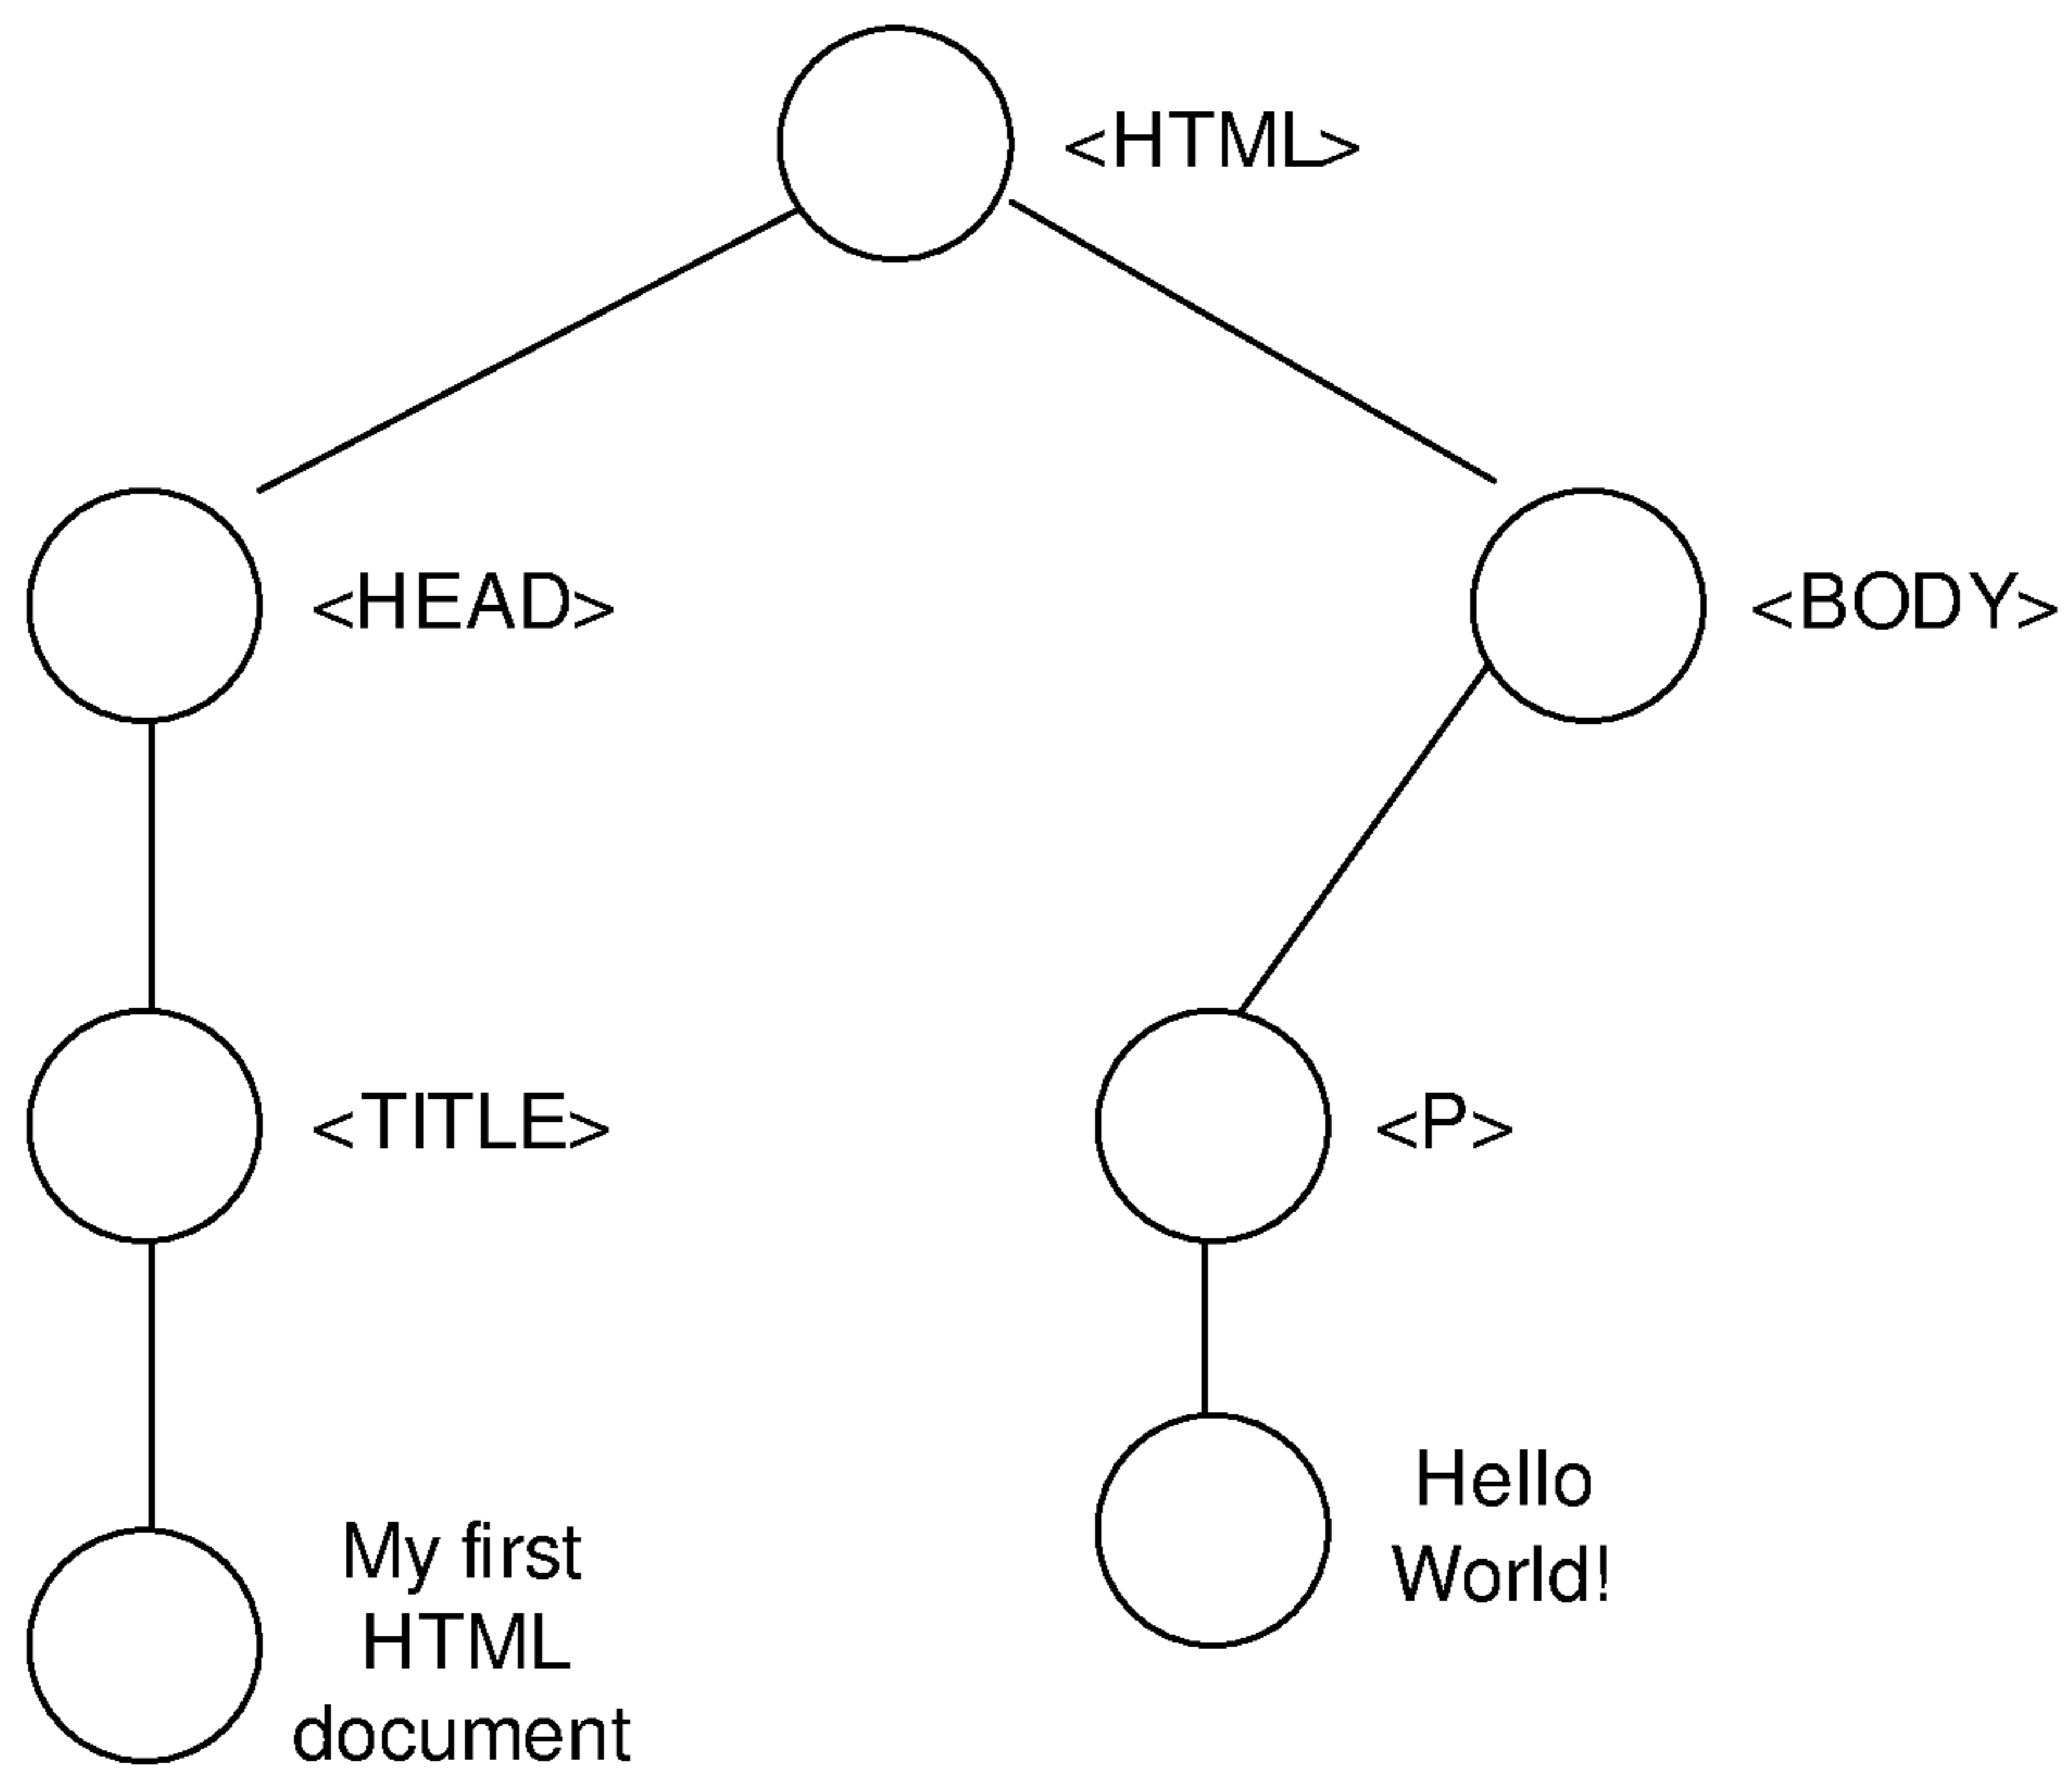 <HTML>
<HEAD>
<BODY>
<TITLE>
<P>
My first
HTML
document
Hello
World!